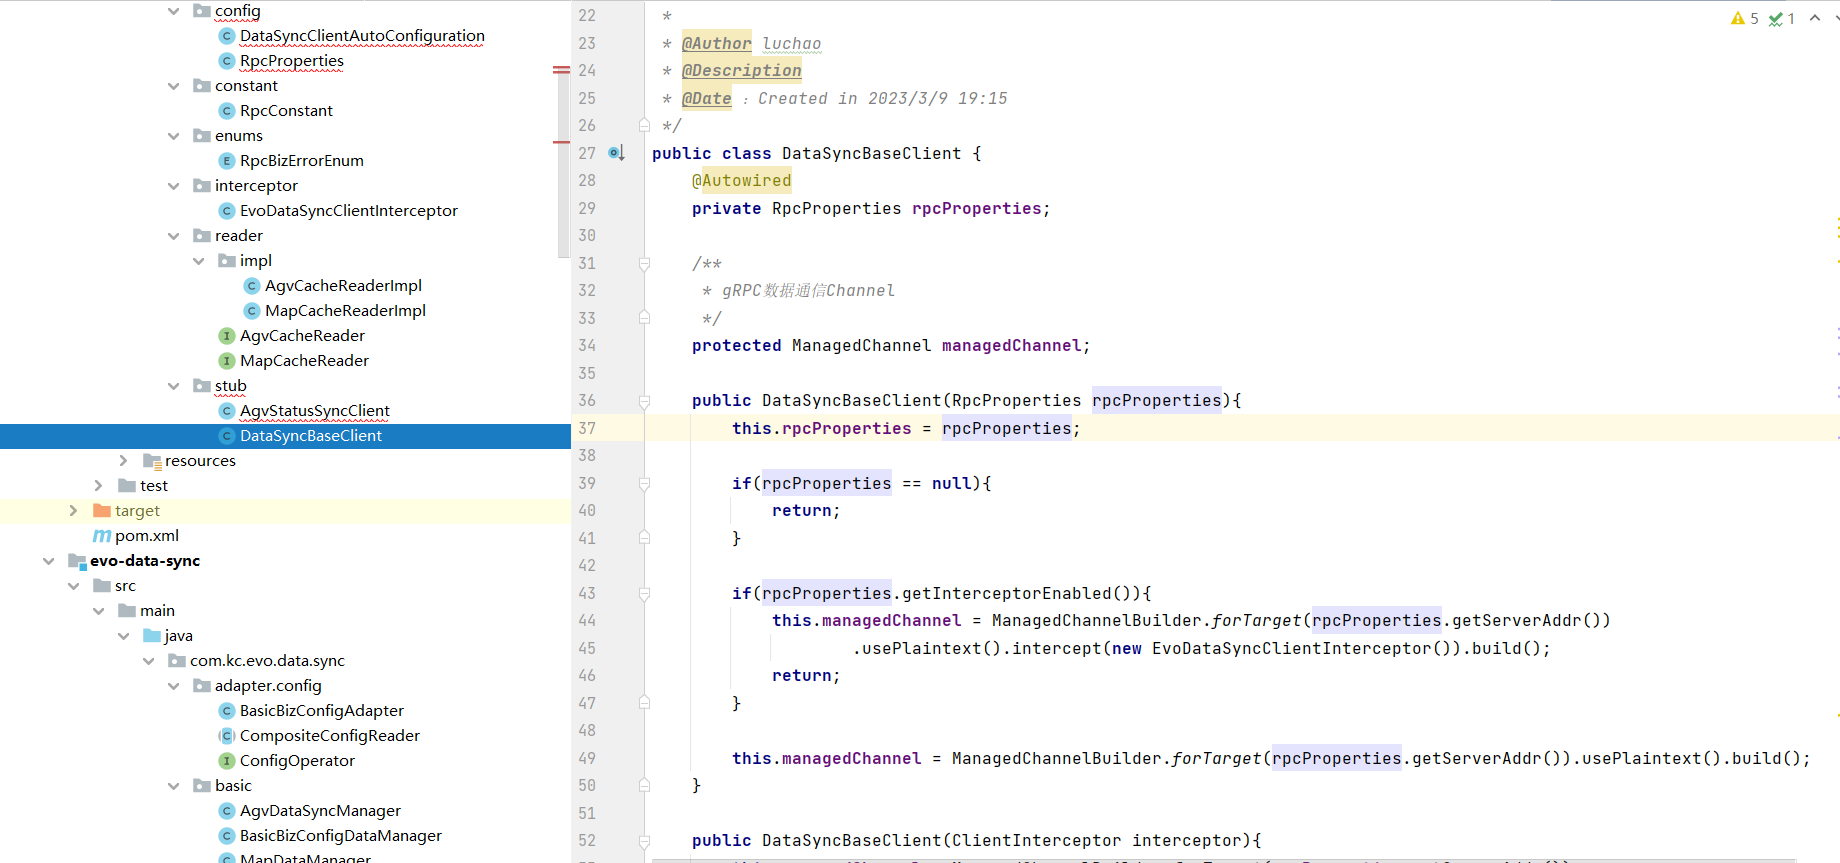 config
DataSyncClientAutoConfiguration
RpcProperties
constant
RpcConstant
enums
RpcBizErrorEnum
interceptor
EvoDataSyncClientInterceptor
reader
impl
AgvCacheReaderImpl
MapCacheReaderImpl
AgvCacheReader
MapCacheReader
stub
AgvStatusSyncClient
DataSyncBaseClient
resources
test
target
pom.xml
evo-data-sync
src
main
java
com.kc.evo.data.sync
adapter.config
BasicBizConfigAdapter
CompositeConfigReader
ConfigOperator
basic
AgvDataSyncManager
BasicBizConfigDataManager
MapDataManager
5 1
22 *
23 * @Author luchao
24 * @Description
25 * @Date : Created in 2023/3/9 19:15
26 */
27 public class DataSyncBaseClient {
28 @Autowired
29 private RpcProperties rpcProperties;
30
31 /**
32 * gRPC数据通信Channel
33 */
34 protected ManagedChannel managedChannel;
35
36 public DataSyncBaseClient(RpcProperties rpcProperties){
37 this.rpcProperties = rpcProperties;
38
39 if(rpcProperties == null){
40 return;
41 }
42
43 if(rpcProperties.getInterceptorEnabled()){
44 this.managedChannel = ManagedChannelBuilder.forTarget(rpcProperties.getServerAddr())
45 .usePlaintext().intercept(new EvoDataSyncClientInterceptor()).build();
46 return;
47 }
48
49 this.managedChannel = ManagedChannelBuilder.forTarget(rpcProperties.getServerAddr()).usePlaintext().build();
50 }
51
52 public DataSyncBaseClient(ClientInterceptor interceptor){